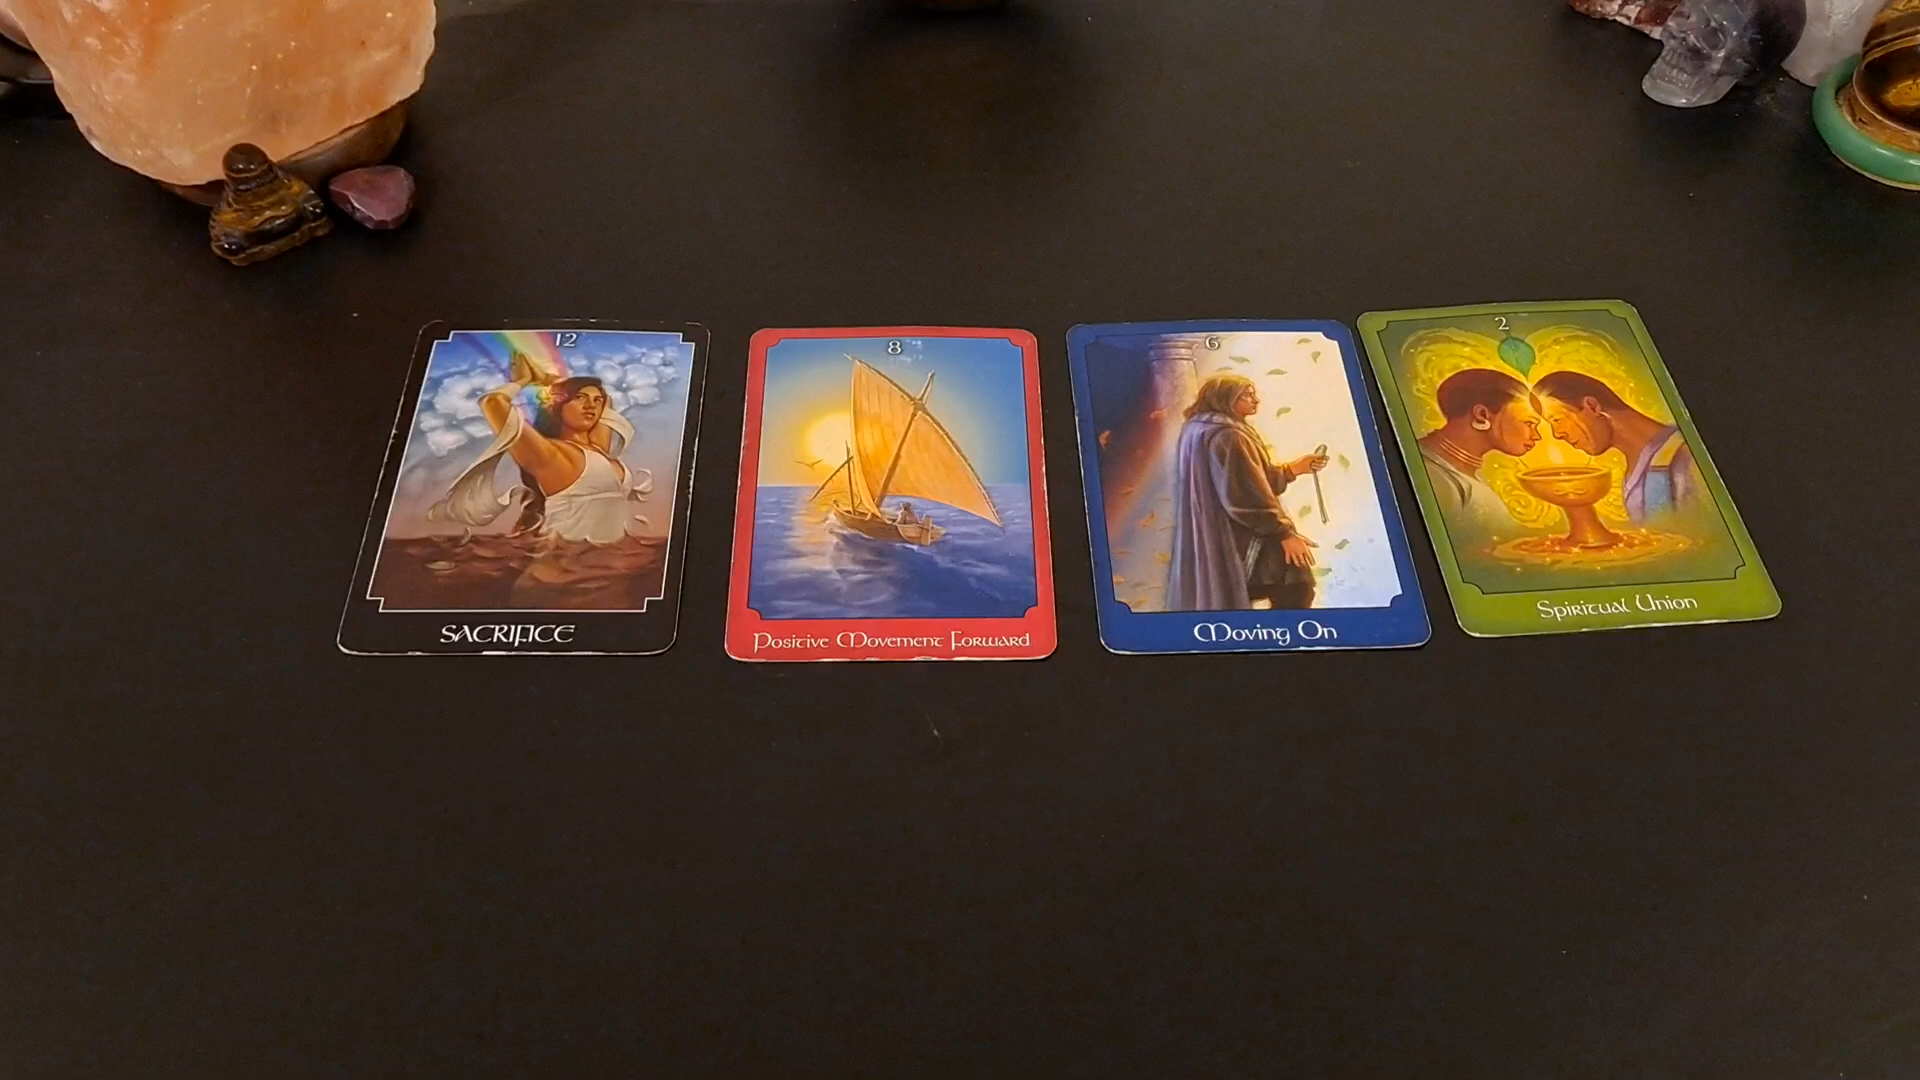 12
SACRIFICE
8
Positive Movement Forward
6
Moving On
2
Spiritual Union